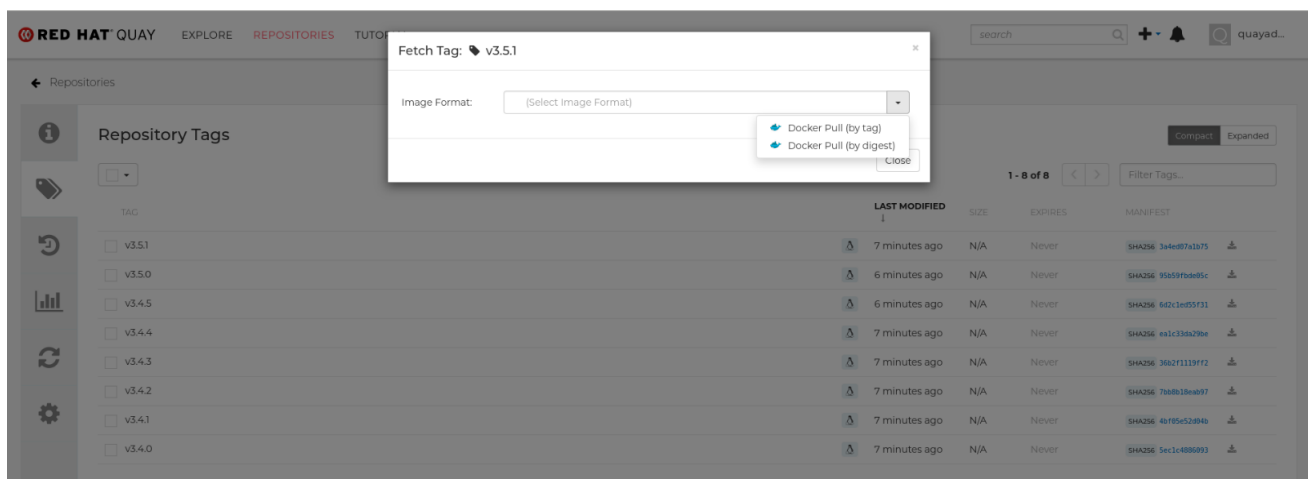 RED HAT QUAY EXPLORE REPOSITORIES TUTO search quayad...
Fetch Tag: v3.5.1 ×
Repositories
Image Format: (Select Image Format)
Docker Pull (by tag)
Docker Pull (by digest)
Close
Repository Tags Compact Expanded
1 - 8 of 8 < > Filter Tags...
TAG LAST MODIFIED ↓ SIZE EXPIRES MANIFEST
v3.5.1 7 minutes ago N/A Never SHA256 3a4ed07a1b75
v3.5.0 6 minutes ago N/A Never SHA256 95b59fbde05c
v3.4.5 6 minutes ago N/A Never SHA256 6d2c1ed55f31
v3.4.4 7 minutes ago N/A Never SHA256 ea1c33da29be
v3.4.3 7 minutes ago N/A Never SHA256 36b2f1119ff2
v3.4.2 7 minutes ago N/A Never SHA256 7bb8b18eab97
v3.4.1 7 minutes ago N/A Never SHA256 4bf05e52d04b
v3.4.0 7 minutes ago N/A Never SHA256 5ec1c4086093